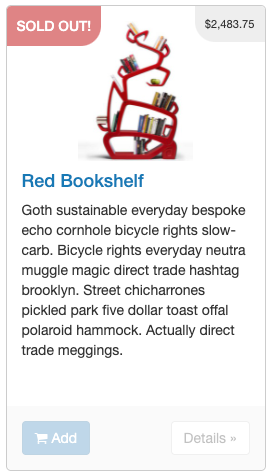 SOLD OUT!
$2,483.75
Red Bookshelf
Goth sustainable everyday bespoke
echo cornhole bicycle rights slow-
carb. Bicycle rights everyday neutra
muggle magic direct trade hashtag
brooklyn. Street chicharrones
pickled park five dollar toast offal
polaroid hammock. Actually direct
trade meggings.
Add
Details »